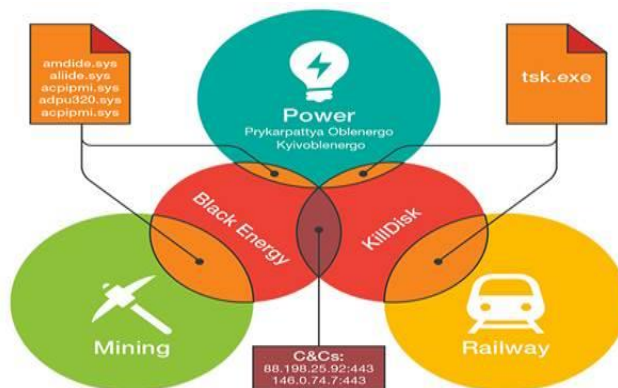 amdide.sys
aliide.sys
acpipmi.sys
adpu320.sys
acpipmi.sys
tsk.exe
Power
Prykarpattya Oblenergo
Kyivoblenergo
Black Energy
KillDisk
Mining
Railway
C&Cs:
88.198.25.92:443
146.0.74.7:443